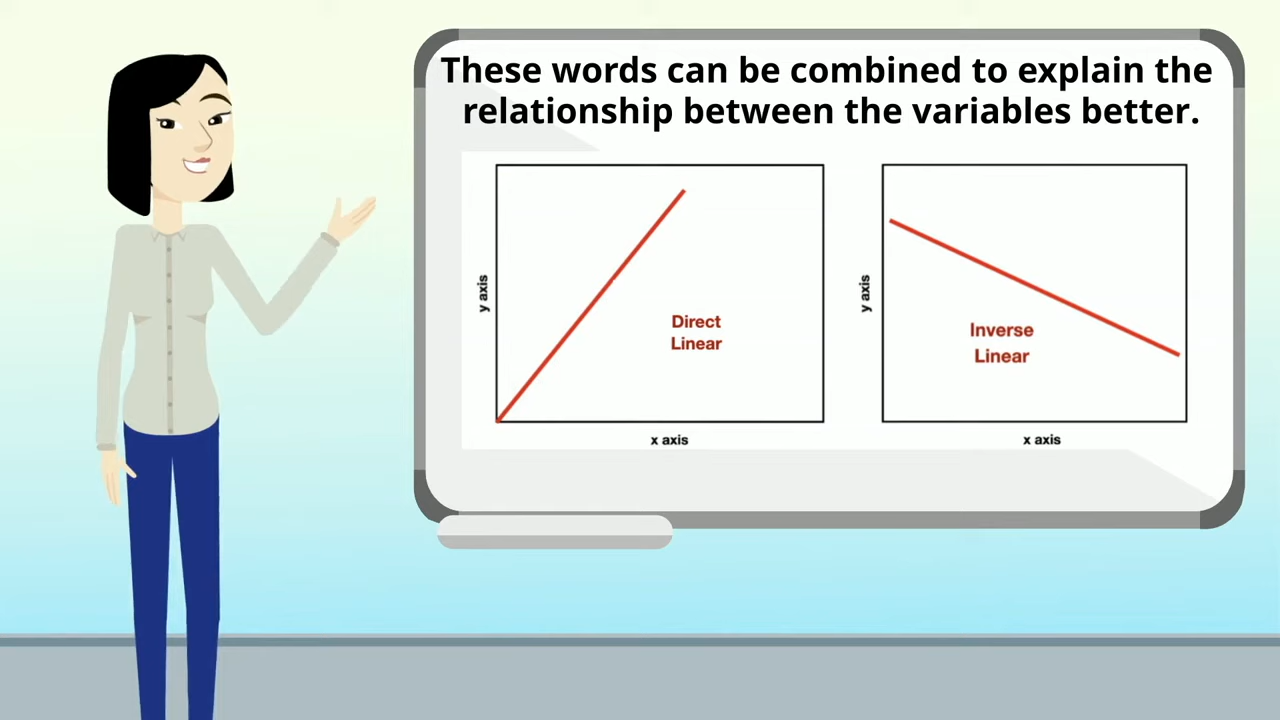 These words can be combined to explain the
relationship between the variables better.
y axis
Direct
Linear
x axis
y axis
Inverse
Linear
x axis